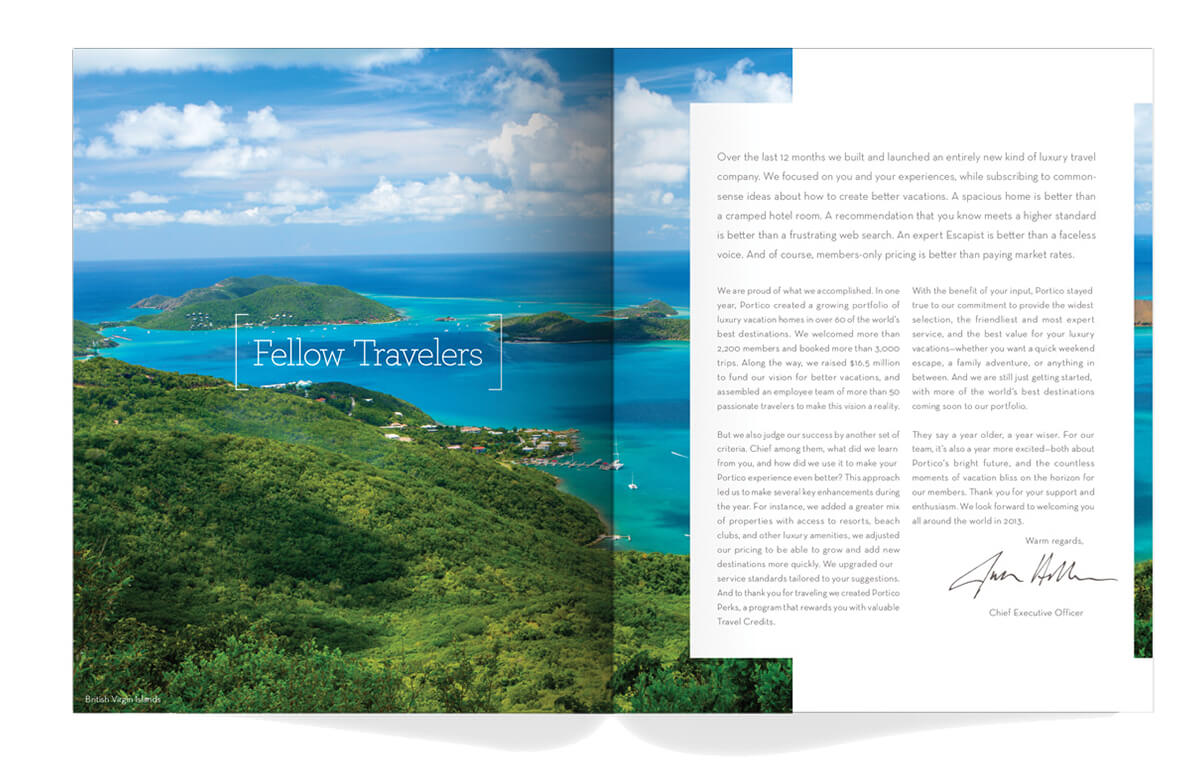 Fellow Travelers
British Virgin Islands
Over the last 12 months we built and launched an entirely new kind of luxury travel
company. We focused on you and your experiences, while subscribing to common-
sense ideas about how to create better vacations. A spacious home is better than
a cramped hotel room. A recommendation that you know meets a higher standard
is better than a frustrating web search. An expert Escapist is better than a faceless
voice. And of course, members-only pricing is better than paying market rates.
We are proud of what we accomplished. In one
year, Portico created a growing portfolio of
luxury vacation homes in over 60 of the world's
best destinations. We welcomed more than
2,200 members and booked more than 3,000
trips. Along the way, we raised $16.5 million
to fund our vision for better vacations, and
assembled an employee team of more than 50
passionate travelers to make this vision a reality.
But we also judge our success by another set of
criteria. Chief among them, what did we learn
from you, and how did we use it to make your
Portico experience even better? This approach
led us to make several key enhancements during
the year. For instance, we added a greater mix
of properties with access to resorts, beach
clubs, and other luxury amenities, we adjusted
our pricing to be able to grow and add new
destinations more quickly. We upgraded our
service standards tailored to your suggestions.
And to thank you for traveling we created Portico
Perks, a program that rewards you with valuable
Travel Credits.
With the benefit of your input, Portico stayed
true to our commitment to provide the widest
selection, the friendliest and most expert
service, and the best value for your luxury
vacations—whether you want a quick weekend
escape, a family adventure, or anything in
between. And we are still just getting started,
with more of the world's best destinations
coming soon to our portfolio.
They say a year older, a year wiser. For our
team, it's also a year more excited—both about
Portico's bright future, and the countless
moments of vacation bliss on the horizon for
our members. Thank you for your support and
enthusiasm. We look forward to welcoming you
all around the world in 2013.
Warm regards,
Chief Executive Officer